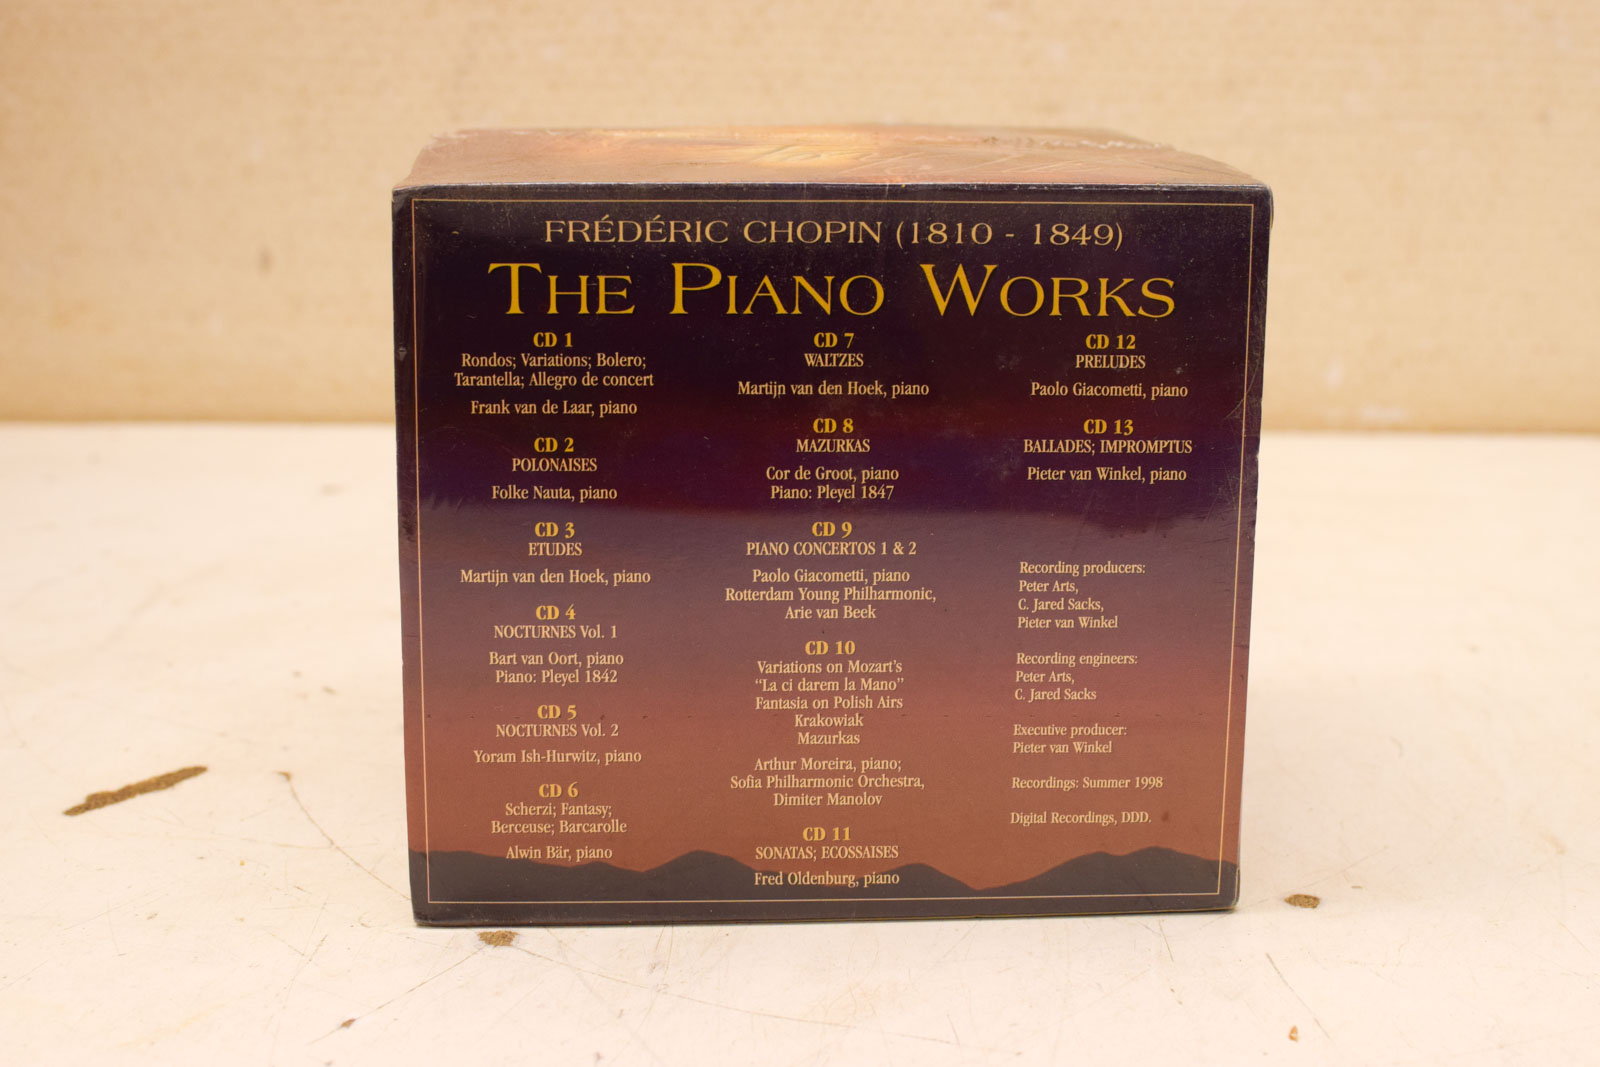 FRÉDÉRIC CHOPIN (1810 - 1849)
THE PIANO WORKS
CD 1
Rondos; Variations; Bolero;
Tarantella; Allegro de concert
Frank van de Laar, piano
CD 2
POLONAISES
Folke Nauta, piano
CD 3
ETUDES
Martijn van den Hoek, piano
CD 4
NOCTURNES Vol. 1
Bart van Oort, piano
Piano: Pleyel 1842
CD 5
NOCTURNES Vol. 2
Yoram Ish-Hurwitz, piano
CD 6
Scherzi; Fantasy;
Berceuse; Barcarolle
Alwin Bär, piano
CD 7
WALTZES
Martijn van den Hoek, piano
CD 8
MAZURKAS
Cor de Groot, piano
Piano: Pleyel 1847
CD 9
PIANO CONCERTOS 1 & 2
Paolo Giacometti, piano
Rotterdam Young Philharmonic,
Arie van Beek
CD 10
Variations on Mozart's
"La ci darem la Mano"
Fantasia on Polish Airs
Krakowiak
Mazurkas
Arthur Moreira, piano;
Sofia Philharmonic Orchestra,
Dimiter Manolov
CD 11
SONATAS; ECOSSAISES
Fred Oldenburg, piano
CD 12
PRELUDES
Paolo Giacometti, piano
CD 13
BALLADES; IMPROMPTUS
Pieter van Winkel, piano
Recording producers:
Peter Arts,
C. Jared Sacks,
Pieter van Winkel
Recording engineers:
Peter Arts,
C. Jared Sacks
Executive producer:
Pieter van Winkel
Recordings: Summer 1998
Digital Recordings, DDD.